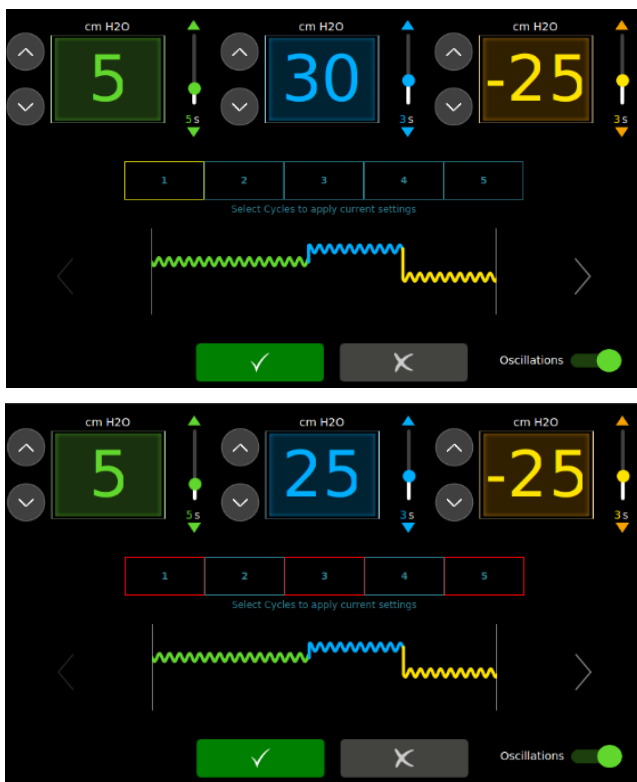 cm H2O cm H2O cm H2O
5 30 -25
5 s 3 s 3 s
1 2 3 4 5
Select Cycles to apply current settings
Oscillations
cm H2O cm H2O cm H2O
5 25 -25
5 s 3 s 3 s
1 2 3 4 5
Select Cycles to apply current settings
Oscillations